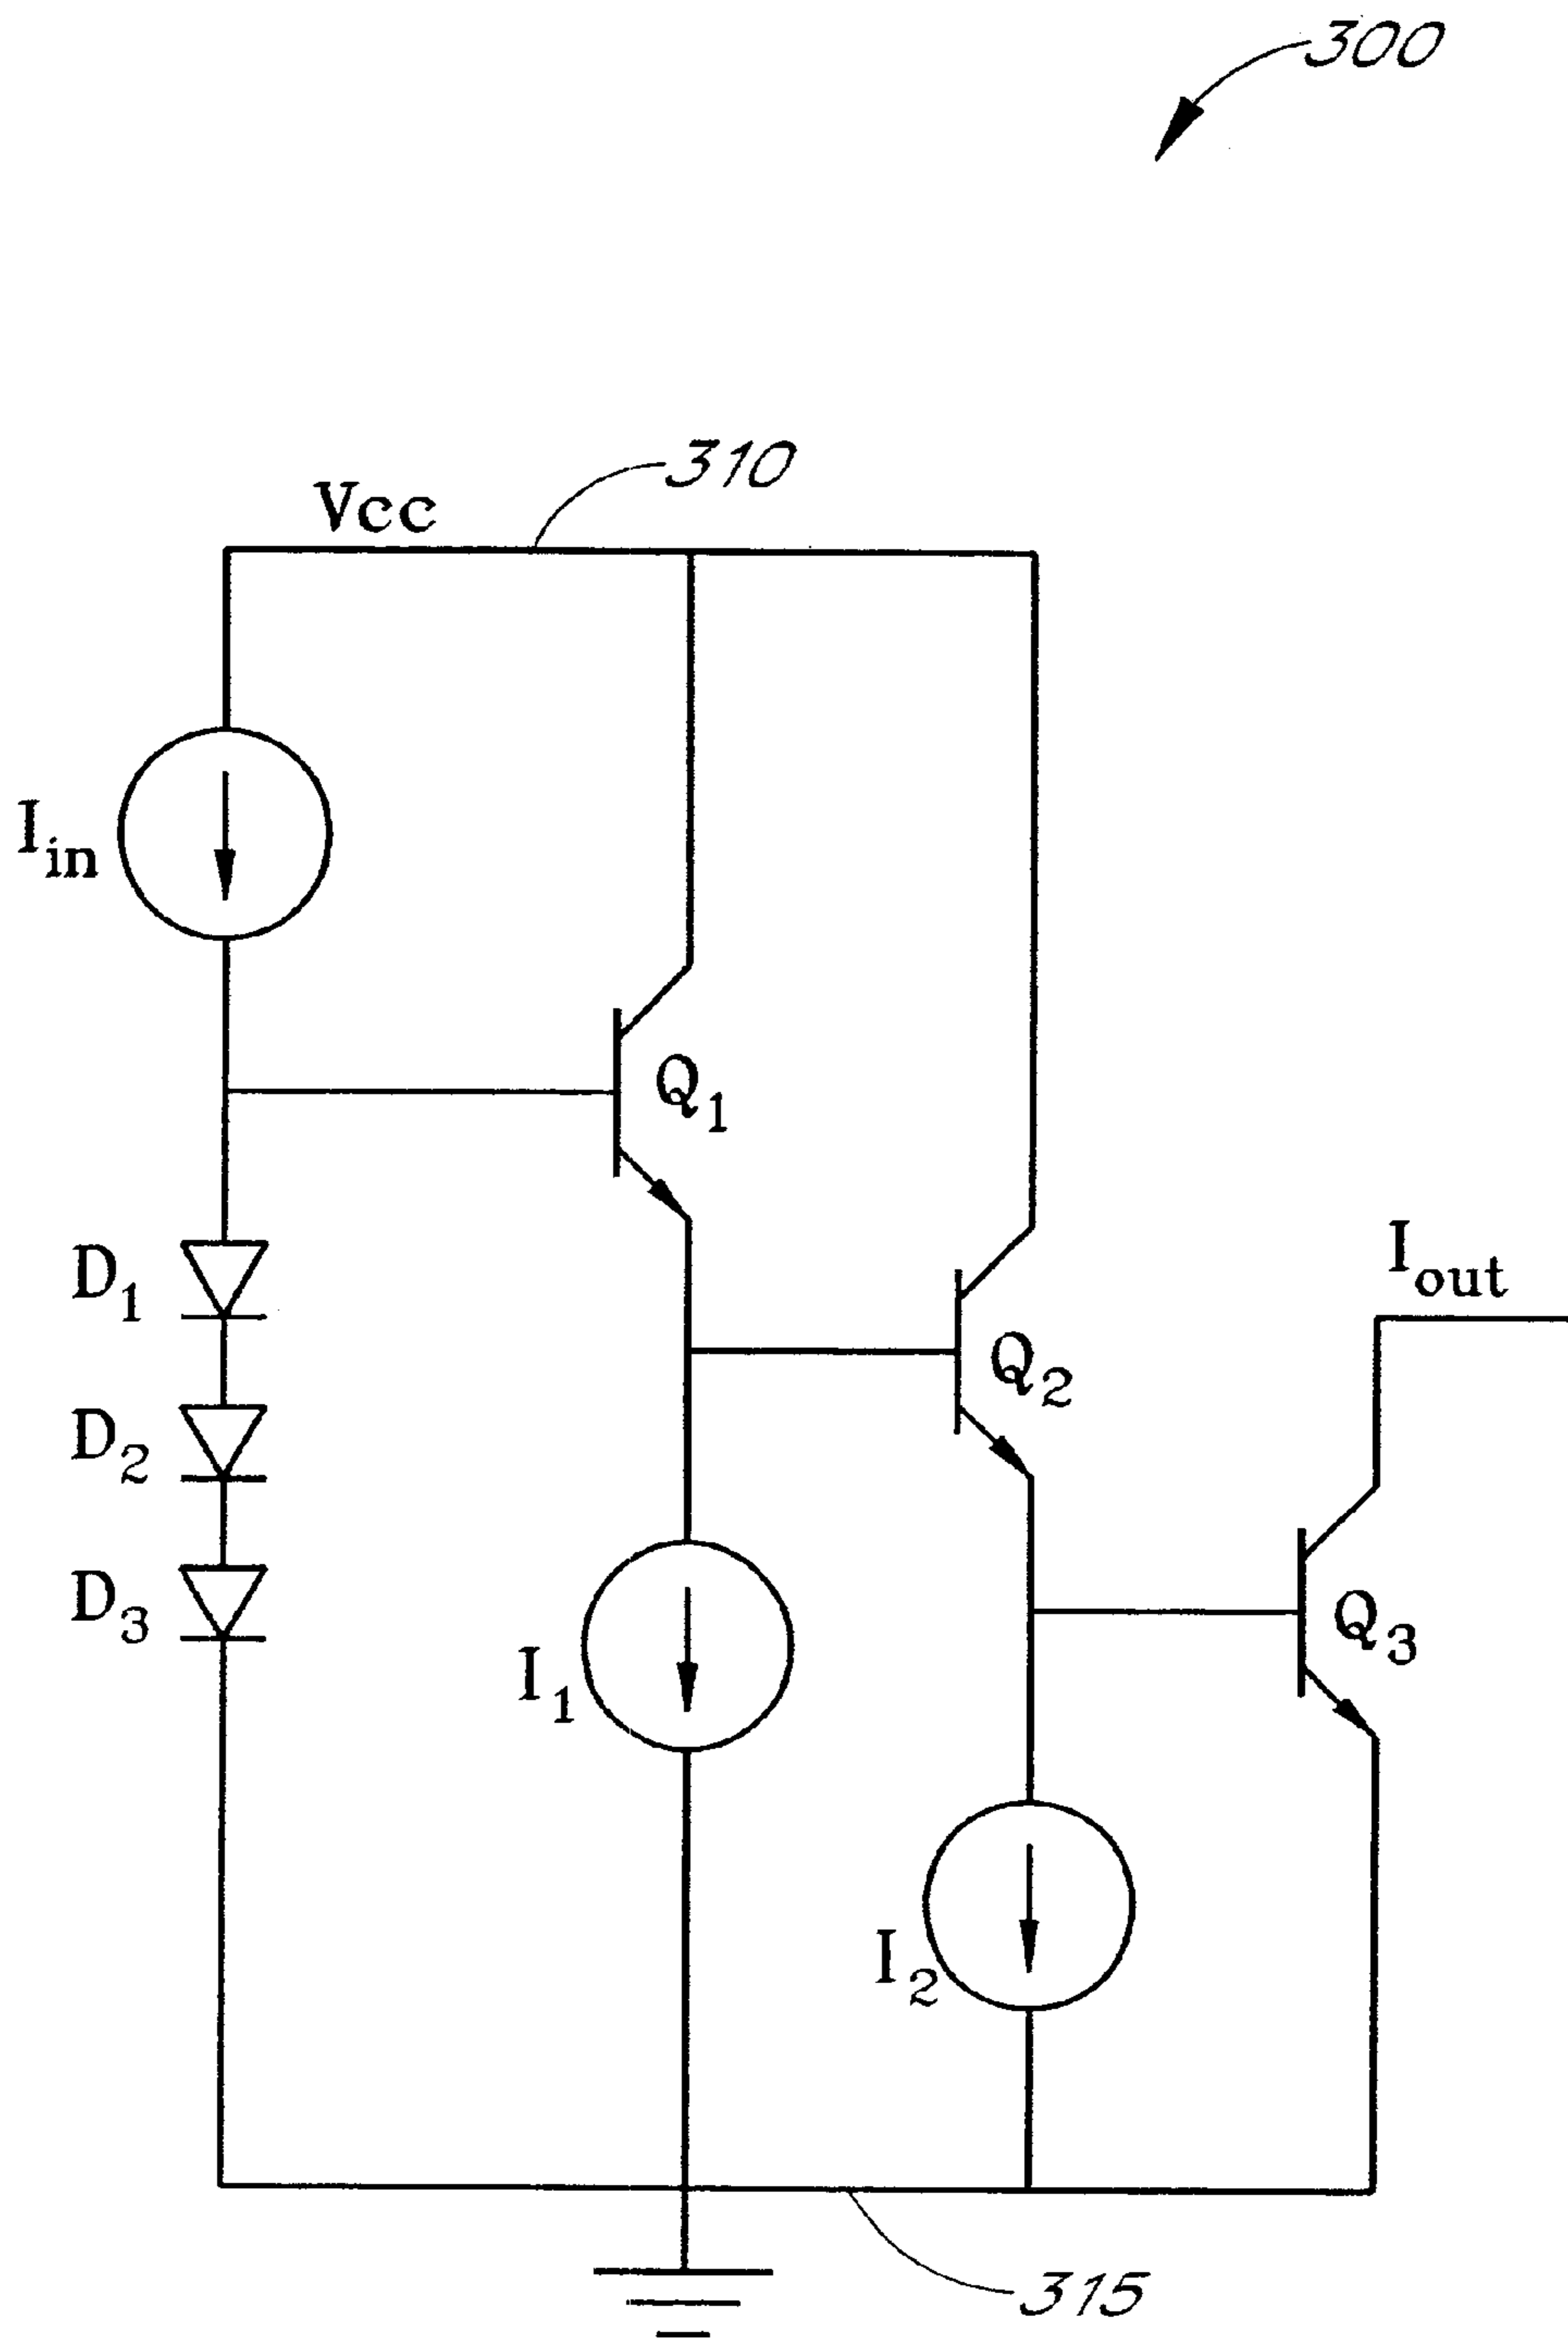 300
310
Vcc
I_in
Q_1
D_1
I_out
Q_2
D_2
D_3
Q_3
I_1
I_2
315